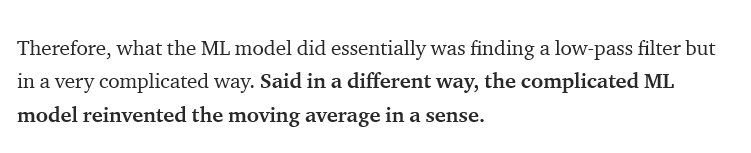 Therefore, what the ML model did essentially was finding a low-pass filter but
in a very complicated way. Said in a different way, the complicated ML
model reinvented the moving average in a sense.